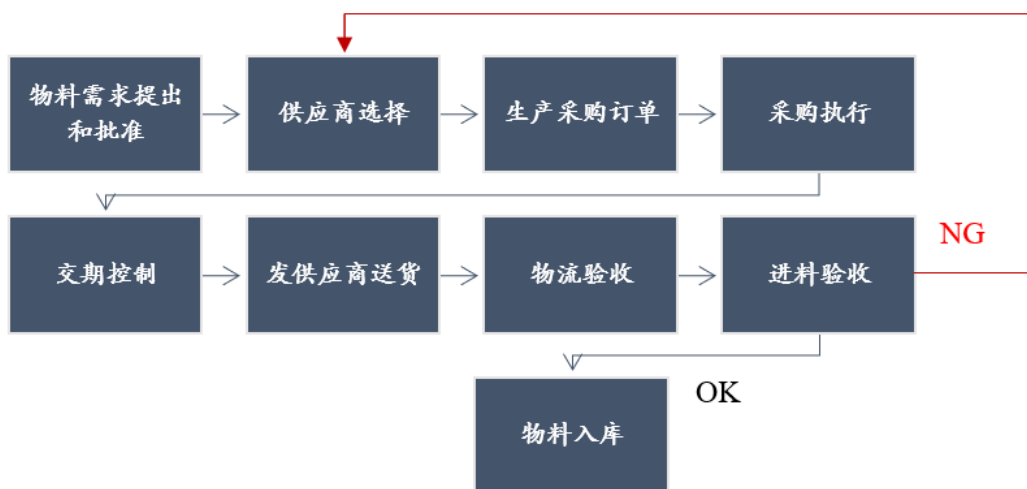 物料需求提出
和批准
供应商选择
生产采购订单
采购执行
交期控制
发供应商送货
物流验收
进料验收
NG
OK
物料入库